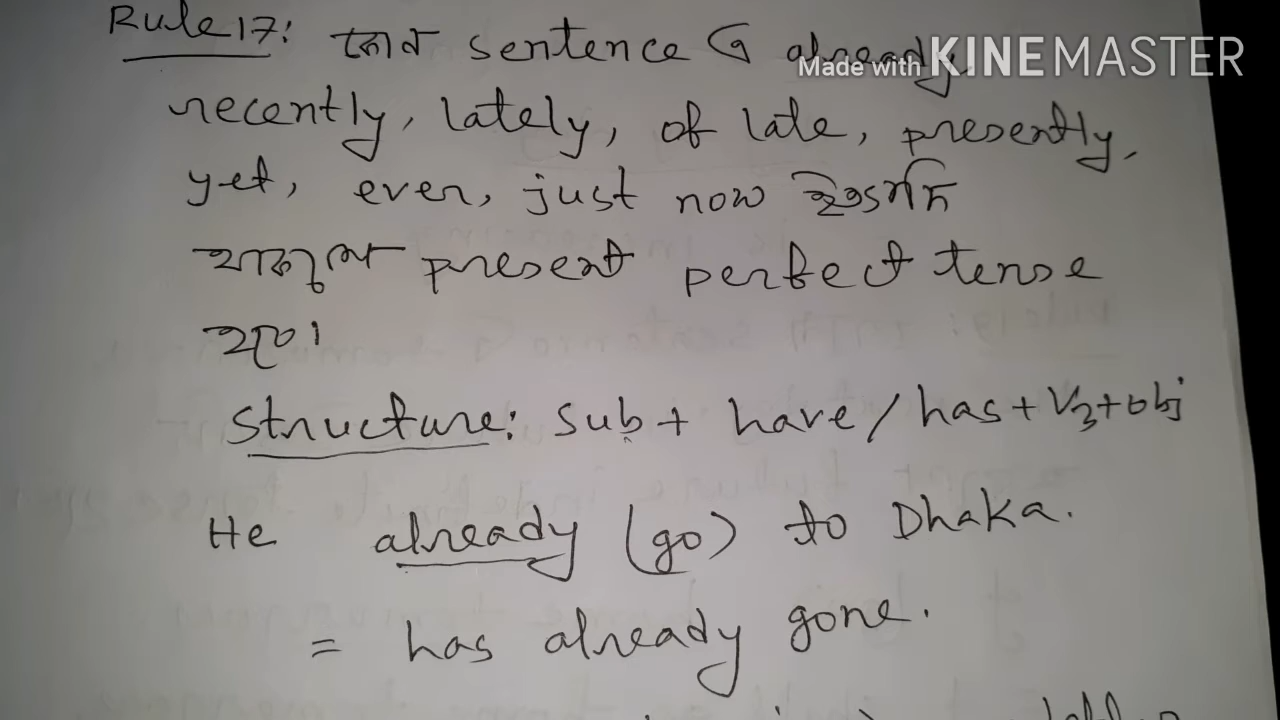 Rule 17: কোন sentence এ already,
Made with KINEMASTER
recently, lately, of late, presently,
yet, ever, just now ইত্যাদি
থাকলে present perfect tense
হবে।
Structure: sub + have / has + V3 + obj
He already (go) to Dhaka.
= has already gone.